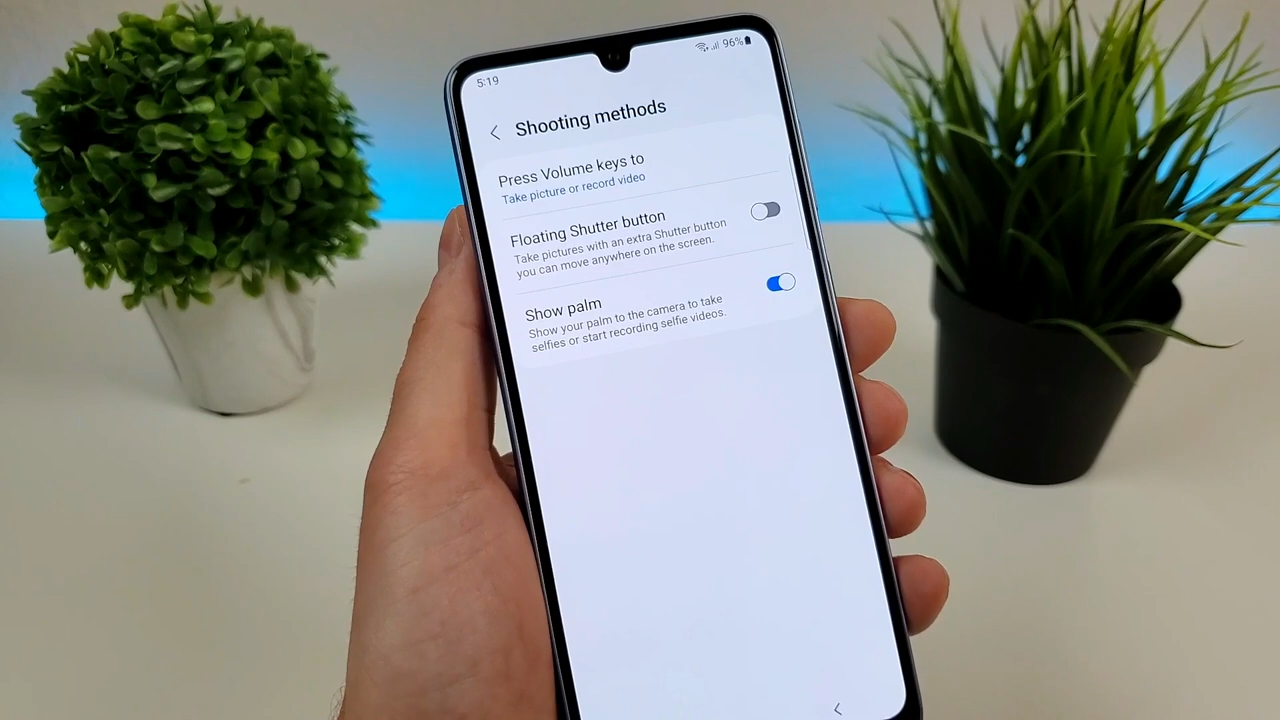 5:19
96%
Shooting methods
Press Volume keys to
Take picture or record video
Floating Shutter button
Take pictures with an extra Shutter button
you can move anywhere on the screen.
Show palm
Show your palm to the camera to take
selfies or start recording selfie videos.